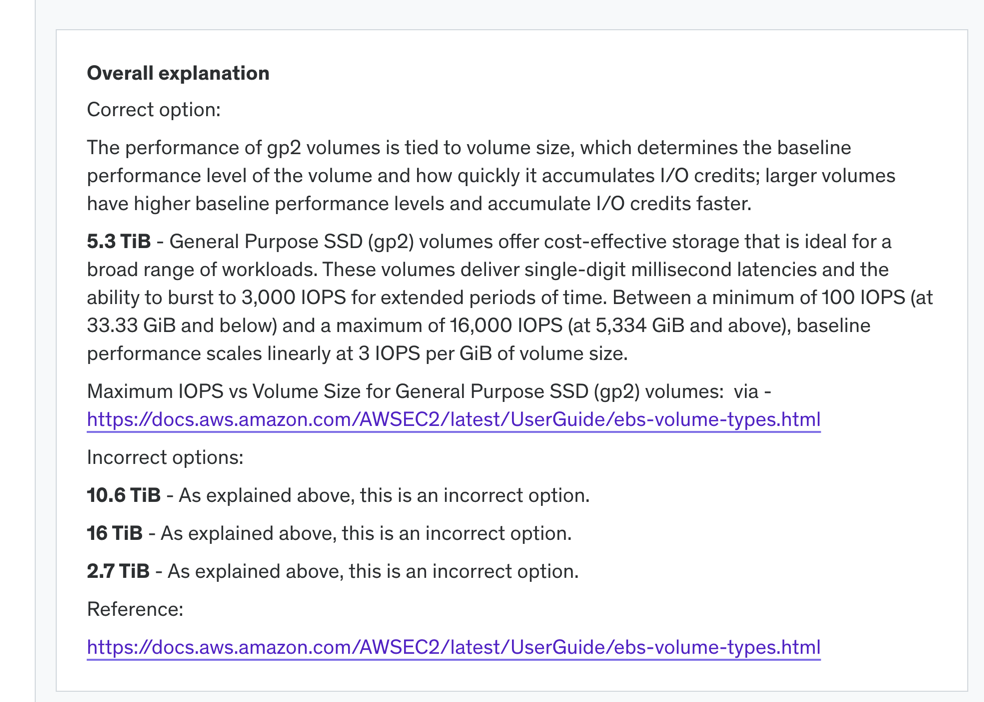 Overall explanation
Correct option:
The performance of gp2 volumes is tied to volume size, which determines the baseline
performance level of the volume and how quickly it accumulates I/O credits; larger volumes
have higher baseline performance levels and accumulate I/O credits faster.
5.3 TiB - General Purpose SSD (gp2) volumes offer cost-effective storage that is ideal for a
broad range of workloads. These volumes deliver single-digit millisecond latencies and the
ability to burst to 3,000 IOPS for extended periods of time. Between a minimum of 100 IOPS (at
33.33 GiB and below) and a maximum of 16,000 IOPS (at 5,334 GiB and above), baseline
performance scales linearly at 3 IOPS per GiB of volume size.
Maximum IOPS vs Volume Size for General Purpose SSD (gp2) volumes:  via -
https://docs.aws.amazon.com/AWSEC2/latest/UserGuide/ebs-volume-types.html
Incorrect options:
10.6 TiB - As explained above, this is an incorrect option.
16 TiB - As explained above, this is an incorrect option.
2.7 TiB - As explained above, this is an incorrect option.
Reference:
https://docs.aws.amazon.com/AWSEC2/latest/UserGuide/ebs-volume-types.html